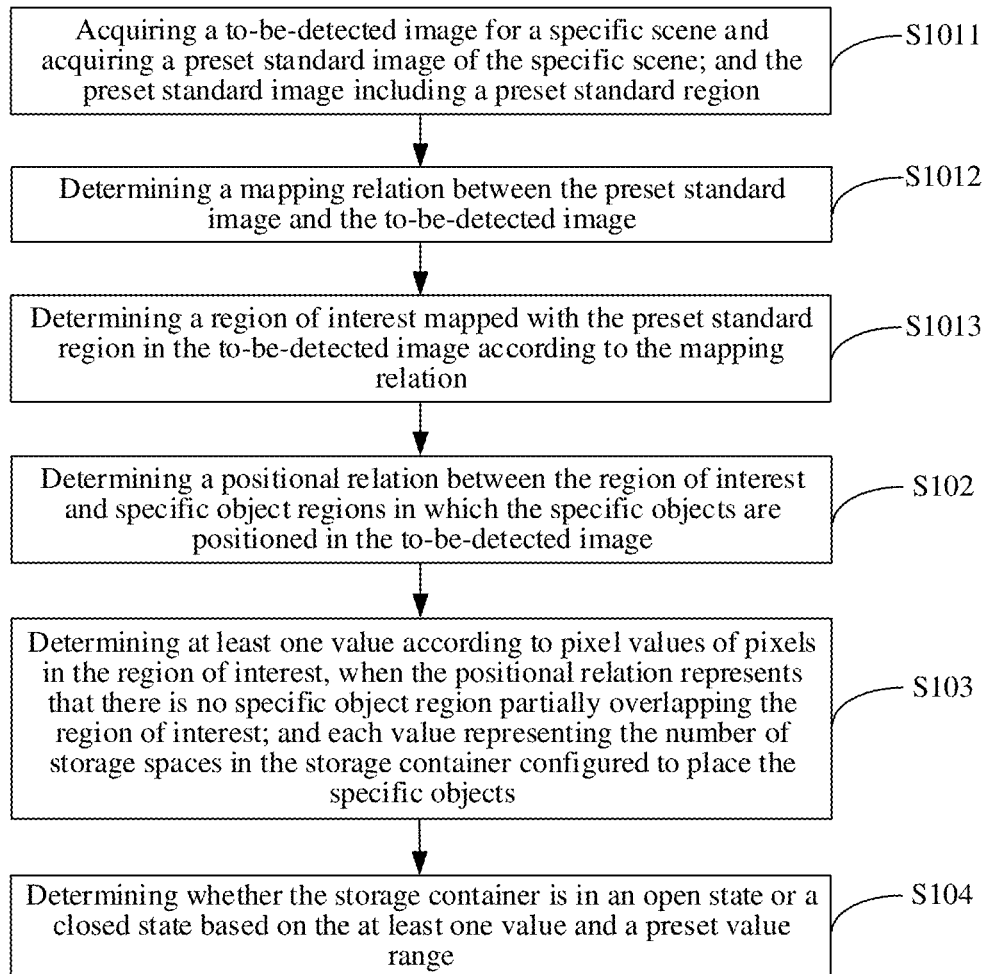 Acquiring a to-be-detected image for a specific scene and
acquiring a preset standard image of the specific scene; and the
preset standard image including a preset standard region
S1011
Determining a mapping relation between the preset standard
image and the to-be-detected image
S1012
Determining a region of interest mapped with the preset standard
region in the to-be-detected image according to the mapping
relation
S1013
Determining a positional relation between the region of interest
and specific object regions in which the specific objects are
positioned in the to-be-detected image
S102
Determining at least one value according to pixel values of pixels
in the region of interest, when the positional relation represents
that there is no specific object region partially overlapping the
region of interest; and each value representing the number of
storage spaces in the storage container configured to place the
specific objects
S103
Determining whether the storage container is in an open state or a
closed state based on the at least one value and a preset value
range
S104